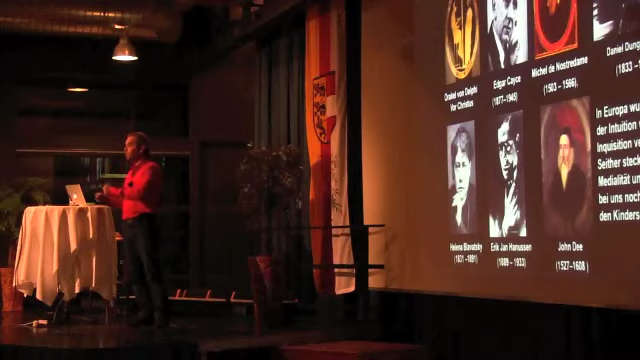 Orakel von Delphi
Vor Christus
Edgar Cayce
(1877-1945)
Michel de Nostredame
(1503 – 1566)
Daniel Dung
(1833 –
Helena Blavatsky
(1831 -1891)
Erik Jan Hanussen
(1889 – 1933)
John Dee
(1527–1608)
In Europa wu
der Intuition
Inquisition ve
Seither steck
Medialität un
bei uns noch
den Kinders